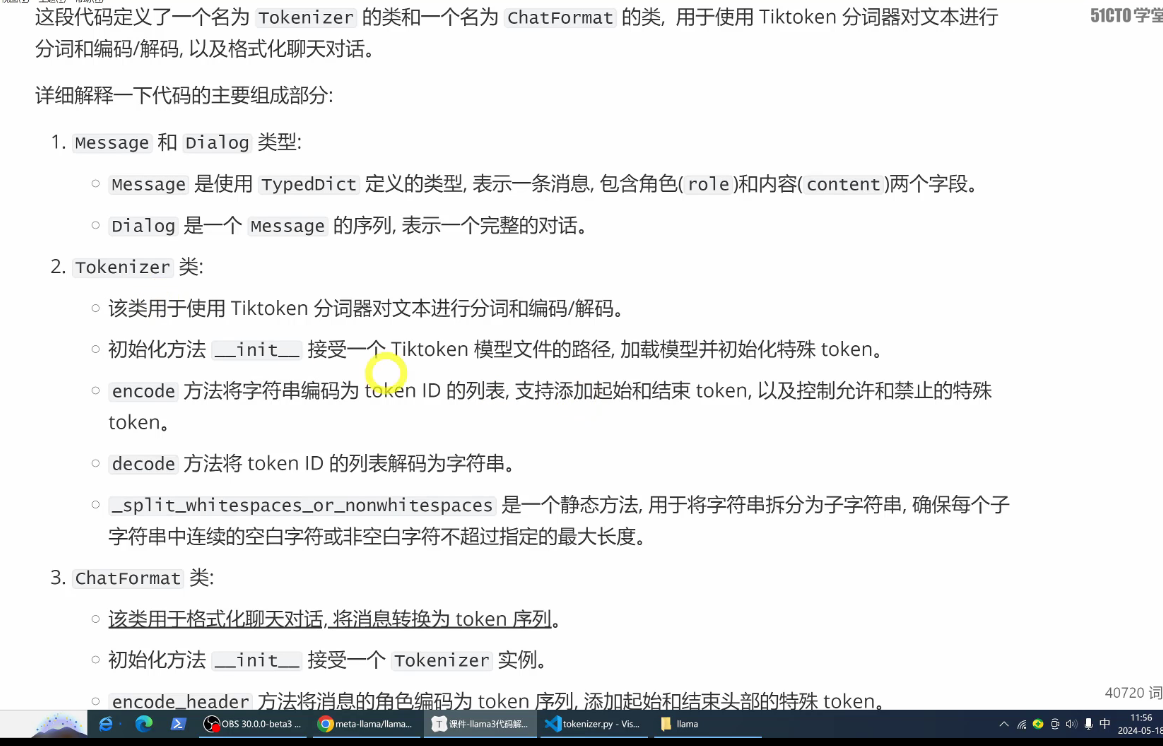 这段代码定义了一个名为 Tokenizer 的类和一个名为 ChatFormat 的类, 用于使用 Tiktoken 分词器对文本进行
51CTO学堂
分词和编码/解码, 以及格式化聊天对话。
详细解释一下代码的主要组成部分:
1. Message 和 Dialog 类型:
○ Message 是使用 TypedDict 定义的类型, 表示一条消息, 包含角色(role)和内容(content)两个字段。
○ Dialog 是一个 Message 的序列, 表示一个完整的对话。
2. Tokenizer 类:
○ 该类用于使用 Tiktoken 分词器对文本进行分词和编码/解码。
○ 初始化方法 __init__ 接受一个 Tiktoken 模型文件的路径, 加载模型并初始化特殊 token。
○ encode 方法将字符串编码为 token ID 的列表, 支持添加起始和结束 token, 以及控制允许和禁止的特殊
token。
○ decode 方法将 token ID 的列表解码为字符串。
○ _split_whitespaces_or_nonwhitespaces 是一个静态方法, 用于将字符串拆分为子字符串, 确保每个子
字符串中连续的空白字符或非空白字符不超过指定的最大长度。
3. ChatFormat 类:
○ 该类用于格式化聊天对话, 将消息转换为 token 序列。
○ 初始化方法 __init__ 接受一个 Tokenizer 实例。
○ encode_header 方法将消息的角色编码为 token 序列, 添加起始和结束头部的特殊 token。
40720 词
OBS 30.0.0-beta3 ...
meta-llama/llama...
课件-llama3代码解...
tokenizer.py - Vis...
llama
中
11:56
2024-05-18